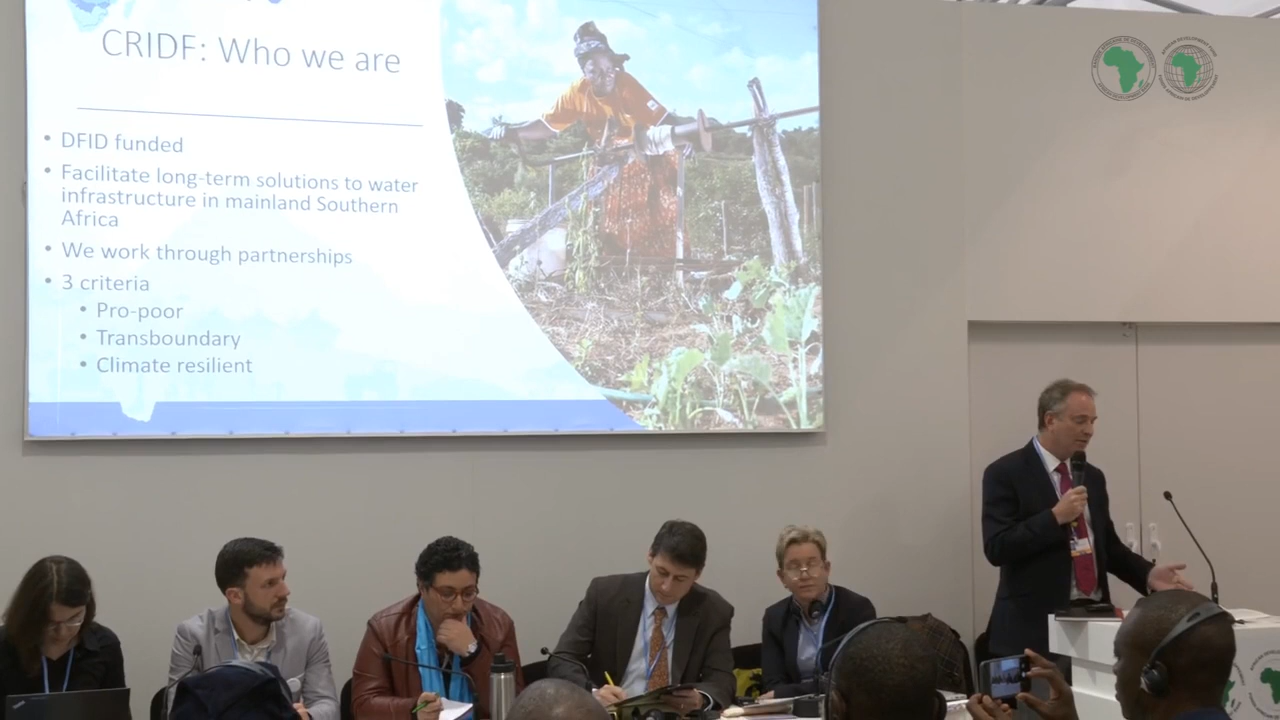 CRIDF: Who we are
• DFID funded
• Facilitate long-term solutions to water
infrastructure in mainland Southern
Africa
• We work through partnerships
• 3 criteria
• Pro-poor
• Transboundary
• Climate resilient